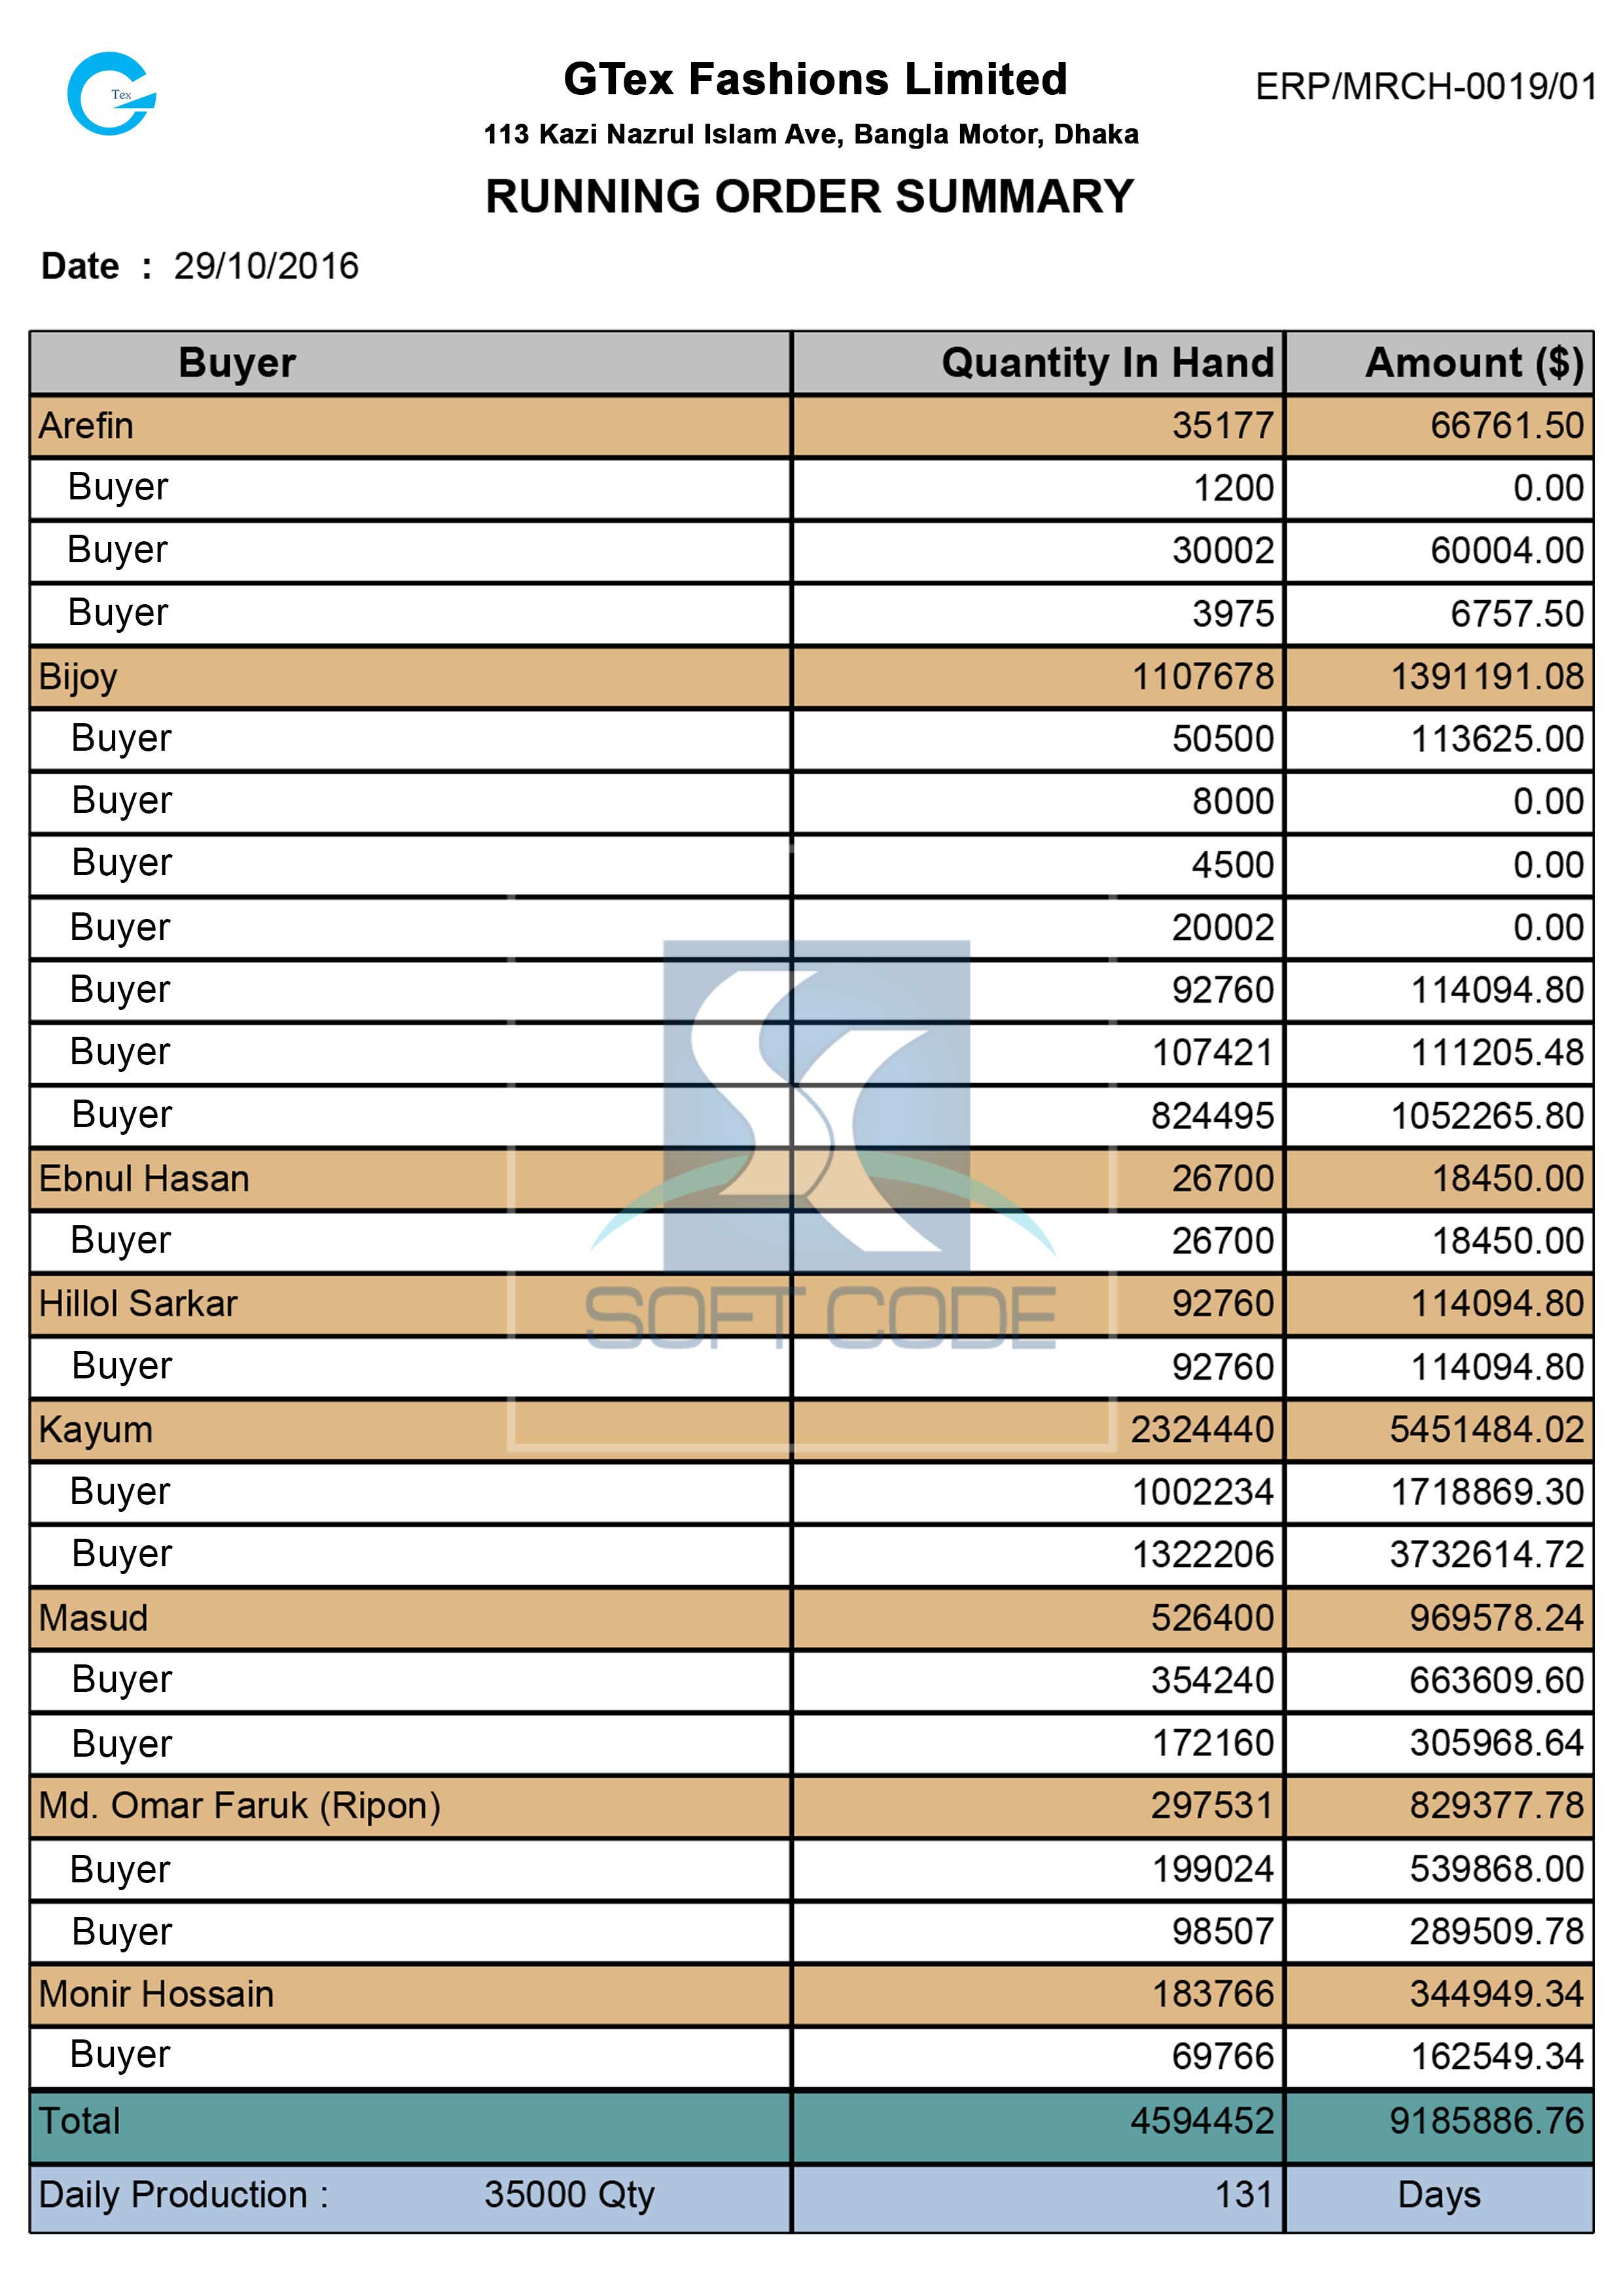 Tex
GTex Fashions Limited
ERP/MRCH-0019/01
113 Kazi Nazrul Islam Ave, Bangla Motor, Dhaka
RUNNING ORDER SUMMARY
Date : 29/10/2016
Buyer Quantity In Hand Amount ($)
Arefin 35177 66761.50
Buyer 1200 0.00
Buyer 30002 60004.00
Buyer 3975 6757.50
Bijoy 1107678 1391191.08
Buyer 50500 113625.00
Buyer 8000 0.00
Buyer 4500 0.00
Buyer 20002 0.00
Buyer 92760 114094.80
Buyer 107421 111205.48
Buyer 824495 1052265.80
Ebnul Hasan 26700 18450.00
Buyer 26700 18450.00
Hillol Sarkar 92760 114094.80
SOFT CODE
Buyer 92760 114094.80
Kayum 2324440 5451484.02
Buyer 1002234 1718869.30
Buyer 1322206 3732614.72
Masud 526400 969578.24
Buyer 354240 663609.60
Buyer 172160 305968.64
Md. Omar Faruk (Ripon) 297531 829377.78
Buyer 199024 539868.00
Buyer 98507 289509.78
Monir Hossain 183766 344949.34
Buyer 69766 162549.34
Total 4594452 9185886.76
Daily Production : 35000 Qty 131 Days